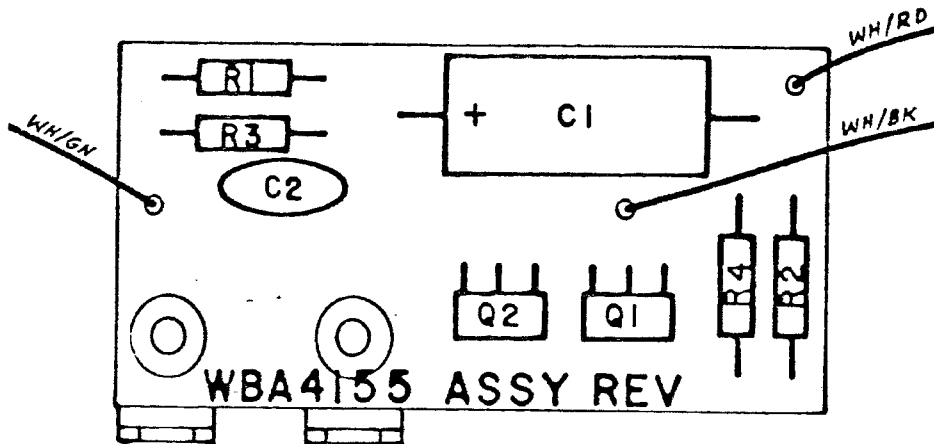 WH/RD
R1
C1
+
R3
WH/BK
WH/GN
C2
R4
R2
Q2
Q1
WBA4155 ASSY REV